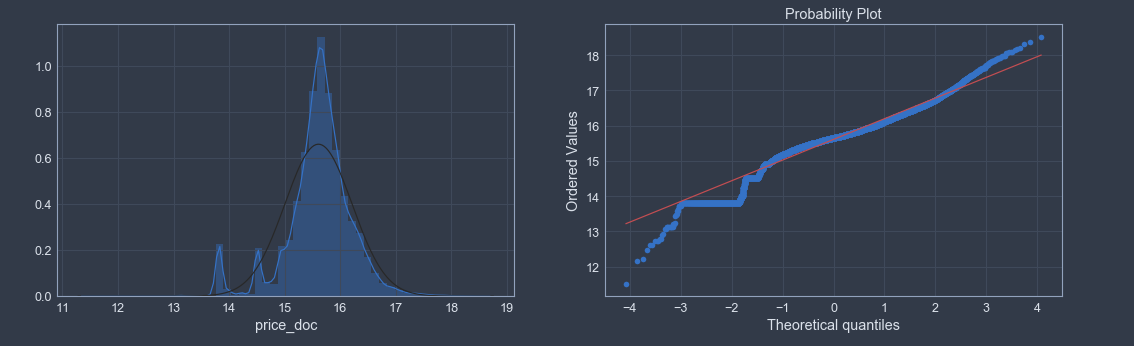 Probability Plot
1.0
0.8
0.6
0.4
0.2
0.0
11 12 13 14 15 16 17 18 19
price_doc
Ordered Values
18
17
16
15
14
13
12
−4 −3 −2 −1 0 1 2 3 4
Theoretical quantiles